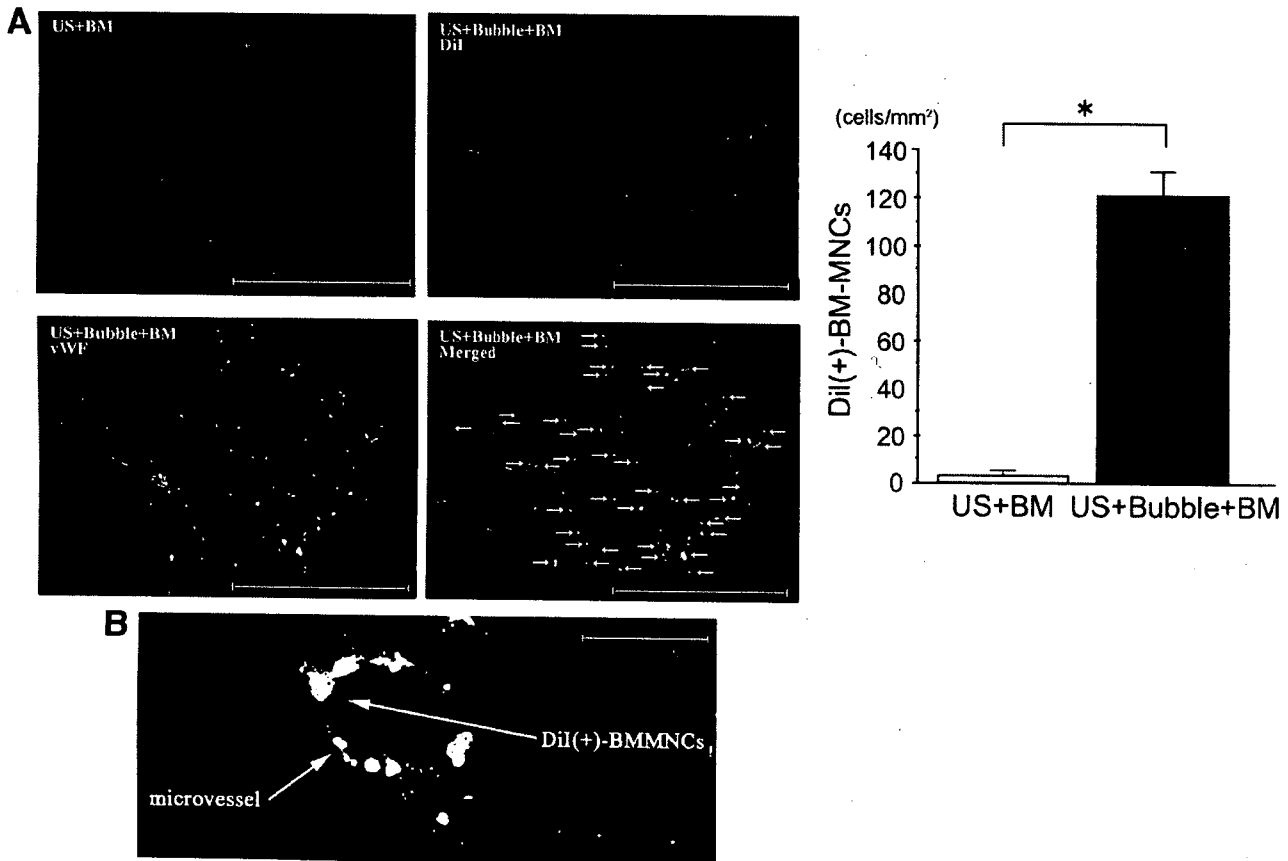 A
US+BM
US+Bubble+BM
DiI
US+Bubble+BM
vWF
US+Bubble+BM
Merged
(cells/mm²)
*
DiI(+)-BM-MNCs
140
120
100
80
60
40
20
0
US+BM
US+Bubble+BM
B
DiI(+)-BMMNCs
microvessel